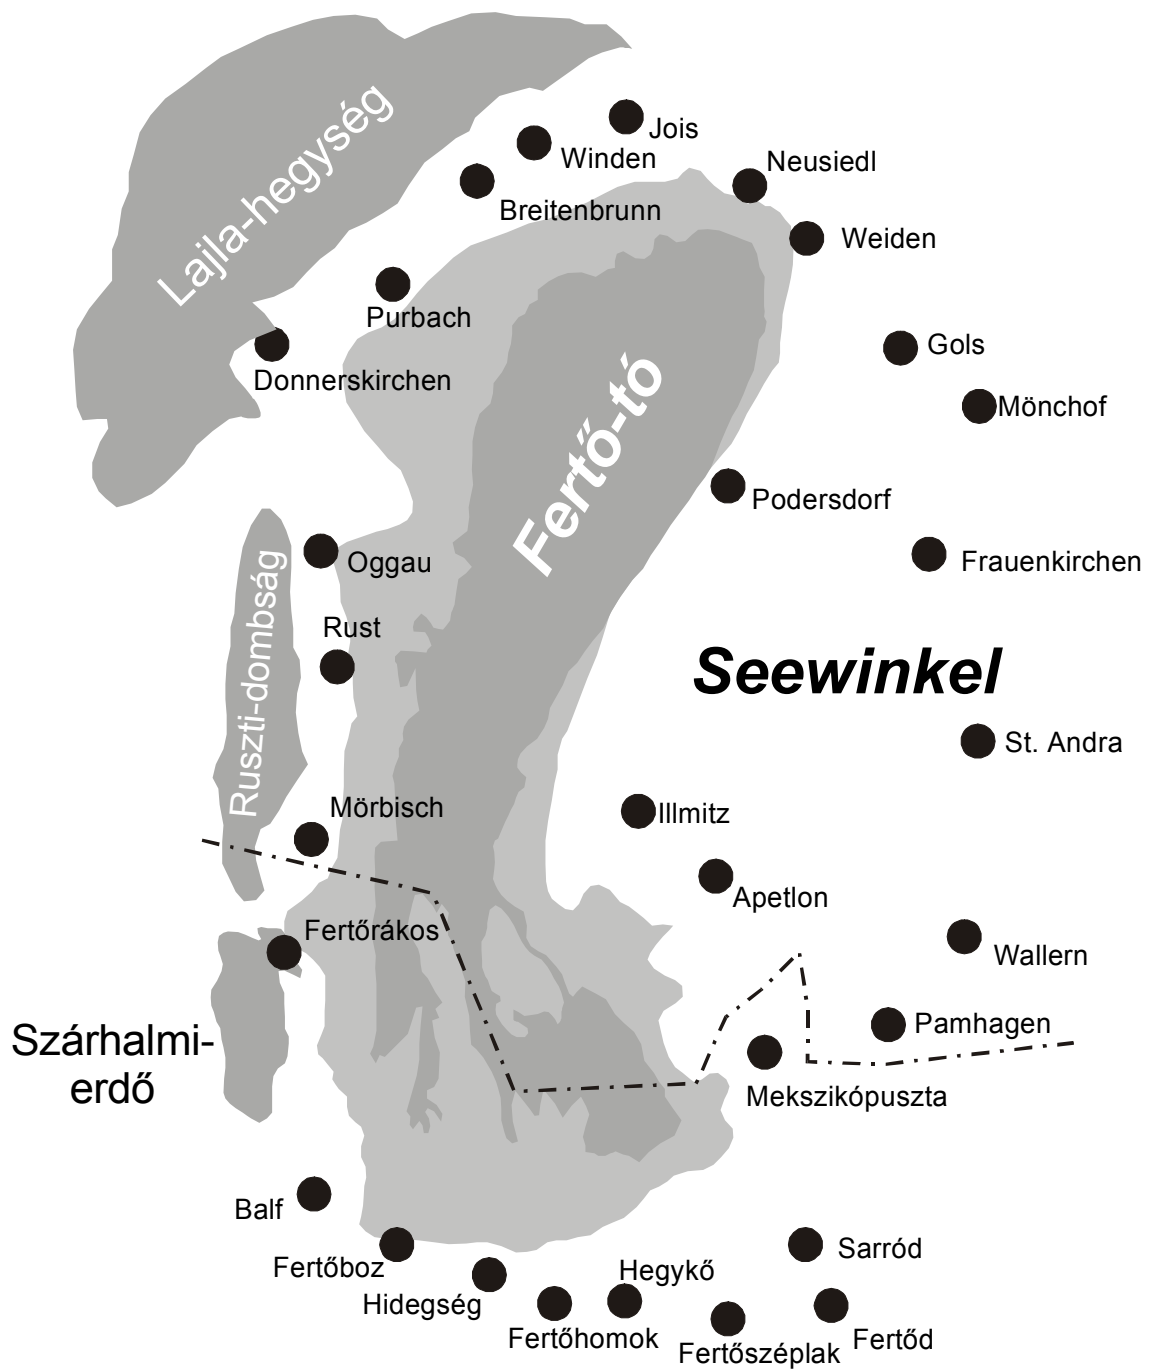 Jois
Winden
Neusiedl
Breitenbrunn
Weiden
Lajla-hegység
Purbach
Gols
Donnerskirchen
Mönchof
Fertő-tó
Podersdorf
Oggau
Frauenkirchen
Rust
Seewinkel
Ruszti-dombság
St. Andra
Mörbisch
Illmitz
Apetlon
Fertőrákos
Wallern
Szárhalmi-
erdő
Pamhagen
Mekszikópuszta
Balf
Sarród
Fertőboz
Hegykő
Hidegség
Fertőhomok
Fertőd
Fertőszéplak